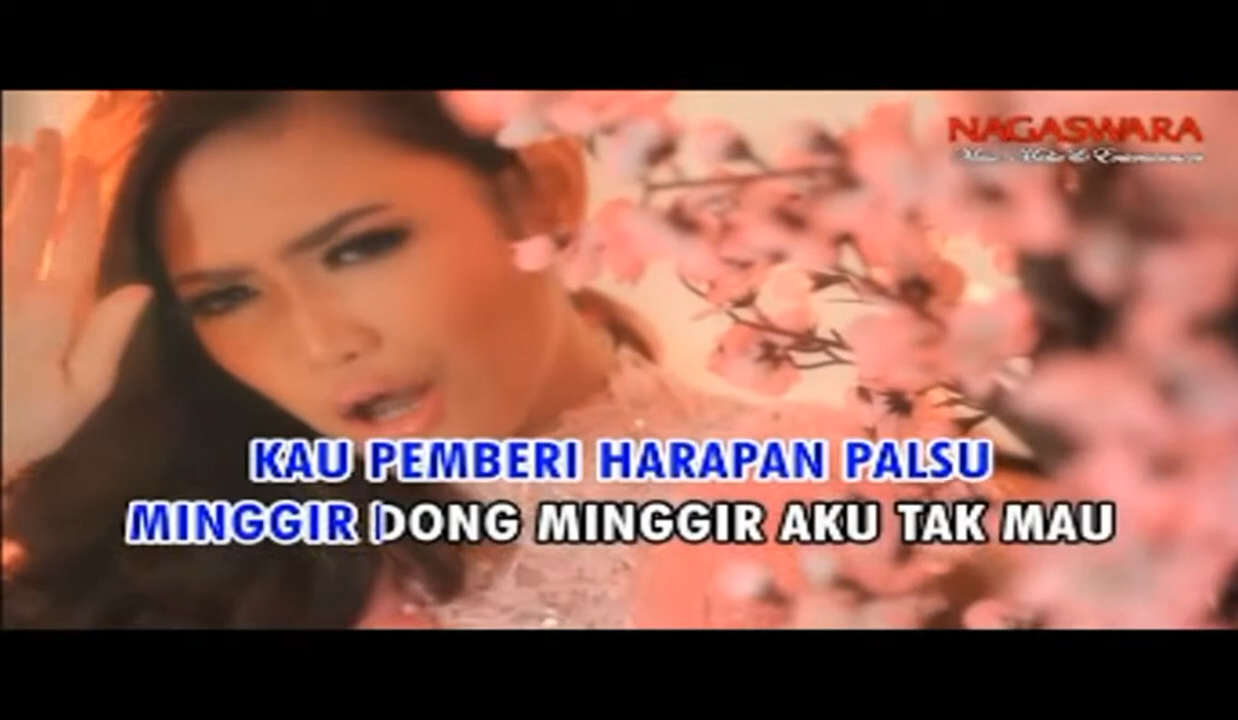 NAGASWARA
KAU PEMBERI HARAPAN PALSU
MINGGIR DONG MINGGIR AKU TAK MAU